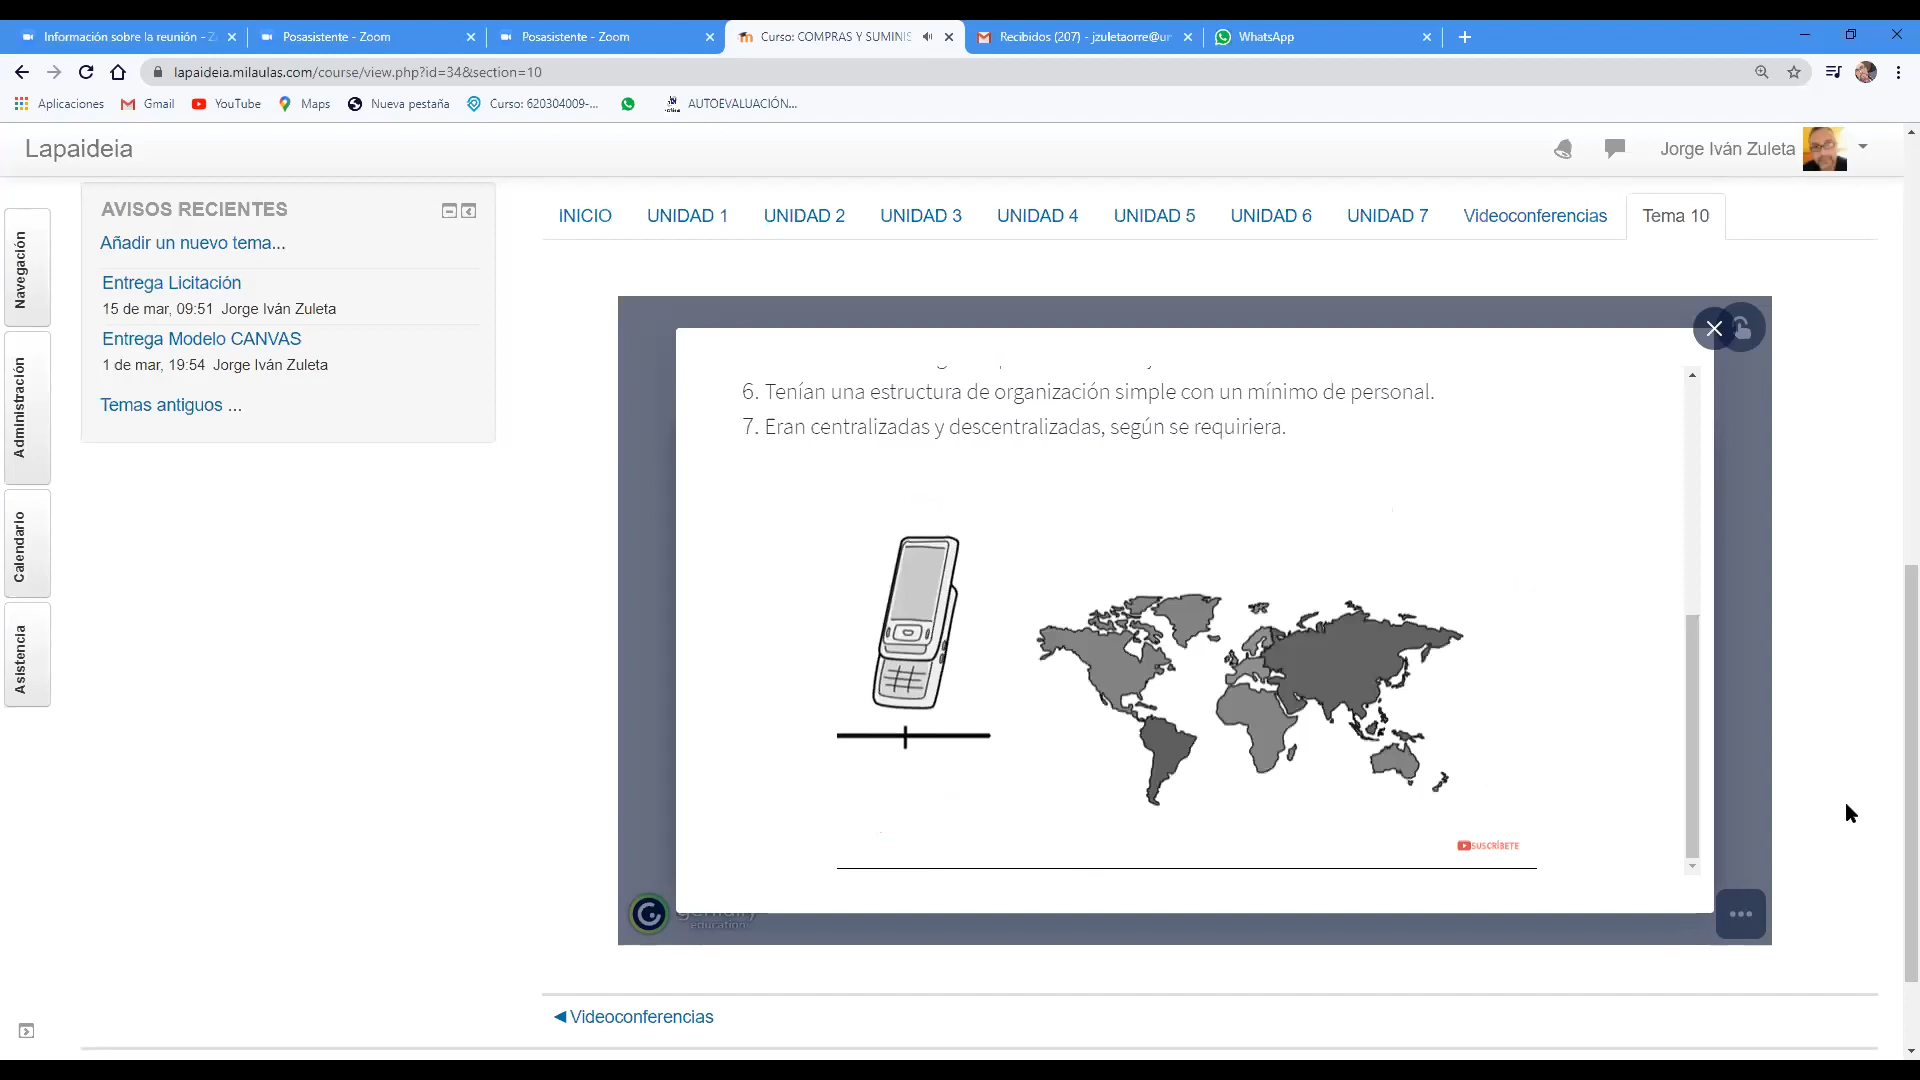 Información sobre la reunión - Z
Posasistente - Zoom
Posasistente - Zoom
Curso: COMPRAS Y SUMINIS
Recibidos (207) - jzuletaorre@ur
WhatsApp
lapaideia.milaulas.com/course/view.php?id=34&section=10
Aplicaciones
Gmail
YouTube
Maps
Nueva pestaña
Curso: 620304009-...
AUTOEVALUACIÓN...
Lapaideia
Jorge Iván Zuleta
Navegación
Administración
Calendario
Asistencia
AVISOS RECIENTES
Añadir un nuevo tema...
Entrega Licitación
15 de mar, 09:51 Jorge Iván Zuleta
Entrega Modelo CANVAS
1 de mar, 19:54 Jorge Iván Zuleta
Temas antiguos ...
INICIO
UNIDAD 1
UNIDAD 2
UNIDAD 3
UNIDAD 4
UNIDAD 5
UNIDAD 6
UNIDAD 7
Videoconferencias
Tema 10
6. Tenían una estructura de organización simple con un mínimo de personal.
7. Eran centralizadas y descentralizadas, según se requiriera.
SUSCRÍBETE
education
◀ Videoconferencias